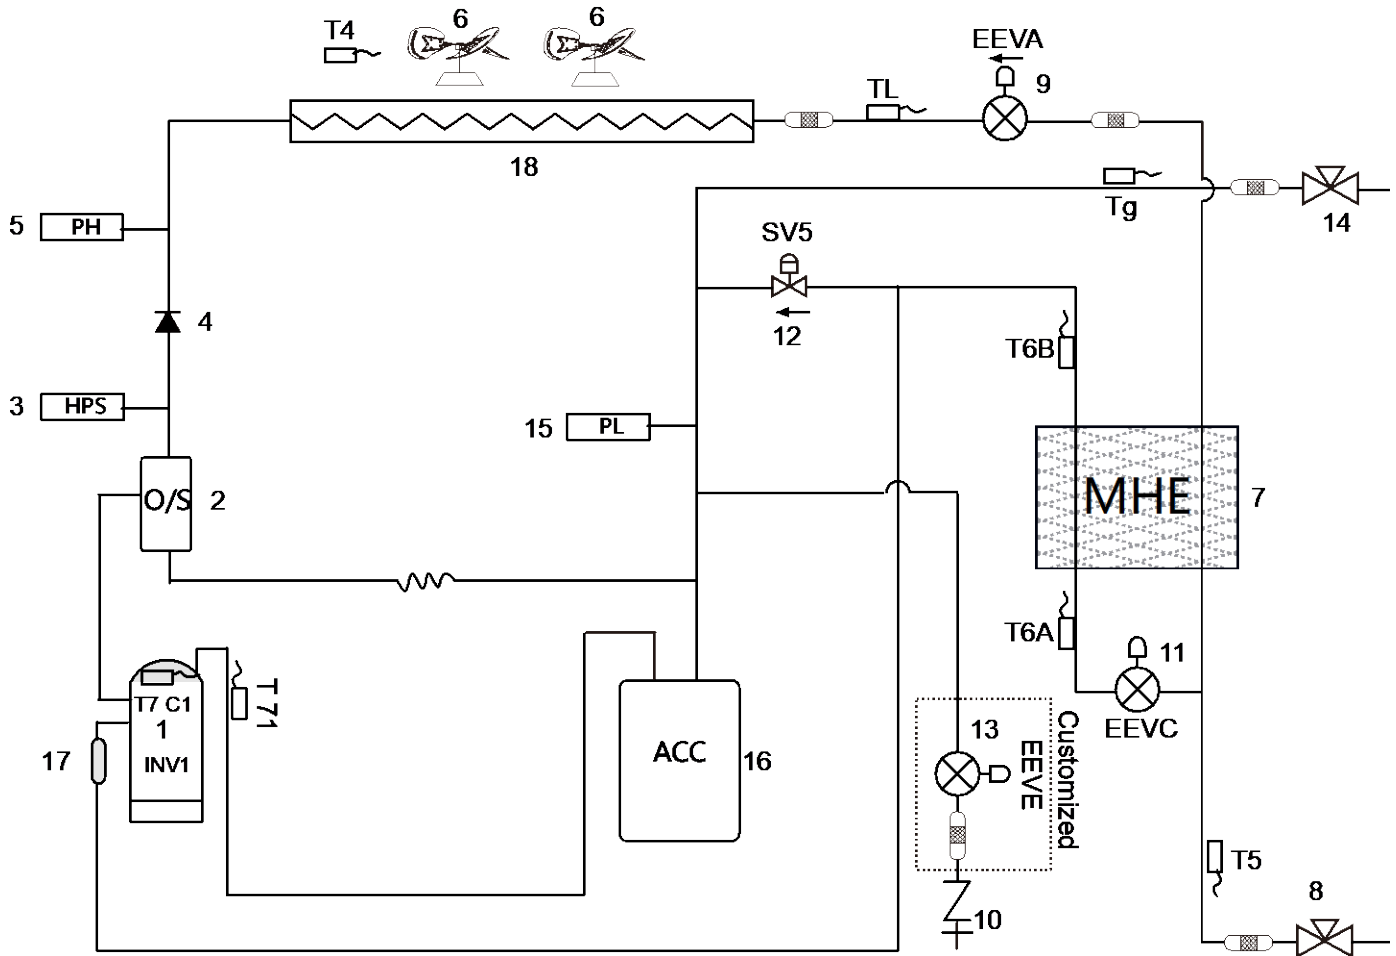 T4
6
6
EEVA
9
TL
18
Tg
14
5
PH
SV5
12
4
T6B
3
HPS
15
PL
O/S
2
MHE
7
T6A
11
EEVC
T7 C1
1
INV1
T71
17
ACC
16
13
EEVE
Customized
T5
8
10